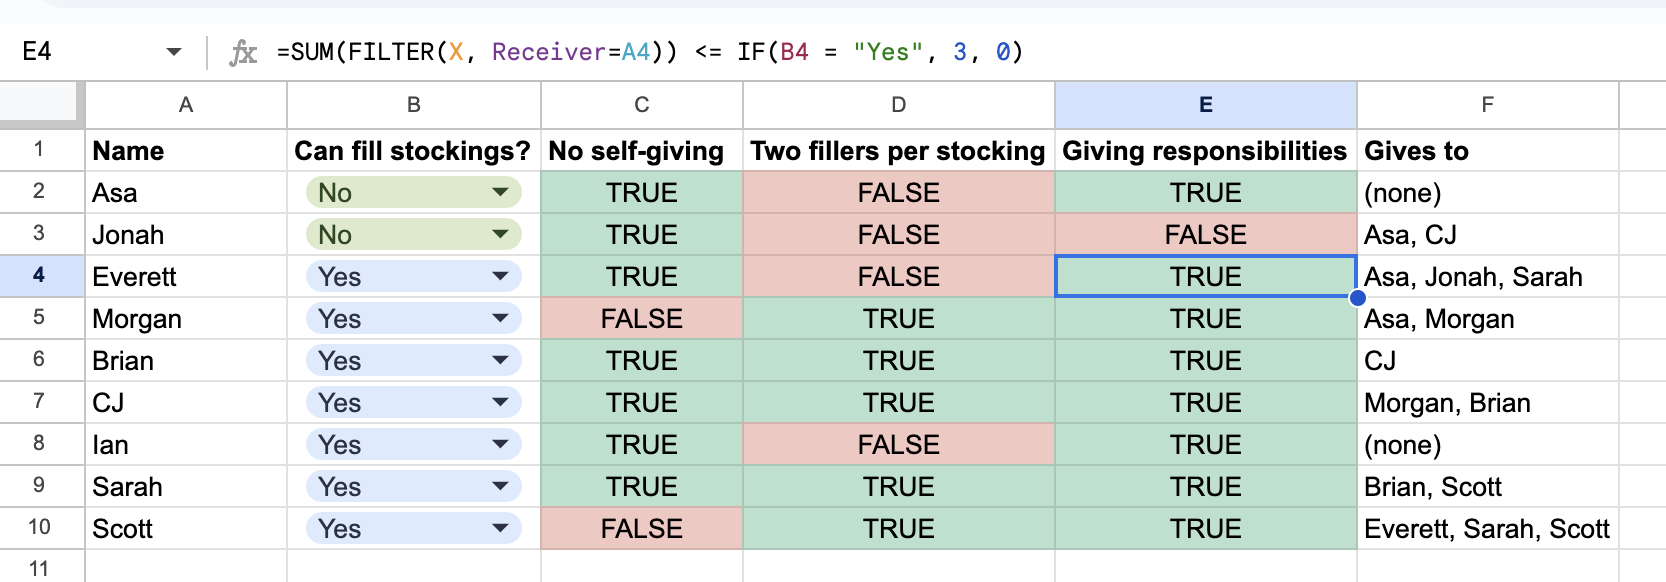 E4 fx =SUM(FILTER(X, Receiver=A4)) <= IF(B4 = "Yes", 3, 0)
A B C D E F
1 Name Can fill stockings? No self-giving Two fillers per stocking Giving responsibilities Gives to
2 Asa No TRUE FALSE TRUE (none)
3 Jonah No TRUE FALSE FALSE Asa, CJ
4 Everett Yes TRUE FALSE TRUE Asa, Jonah, Sarah
5 Morgan Yes FALSE TRUE TRUE Asa, Morgan
6 Brian Yes TRUE TRUE TRUE CJ
7 CJ Yes TRUE TRUE TRUE Morgan, Brian
8 Ian Yes TRUE FALSE TRUE (none)
9 Sarah Yes TRUE TRUE TRUE Brian, Scott
10 Scott Yes FALSE TRUE TRUE Everett, Sarah, Scott
11